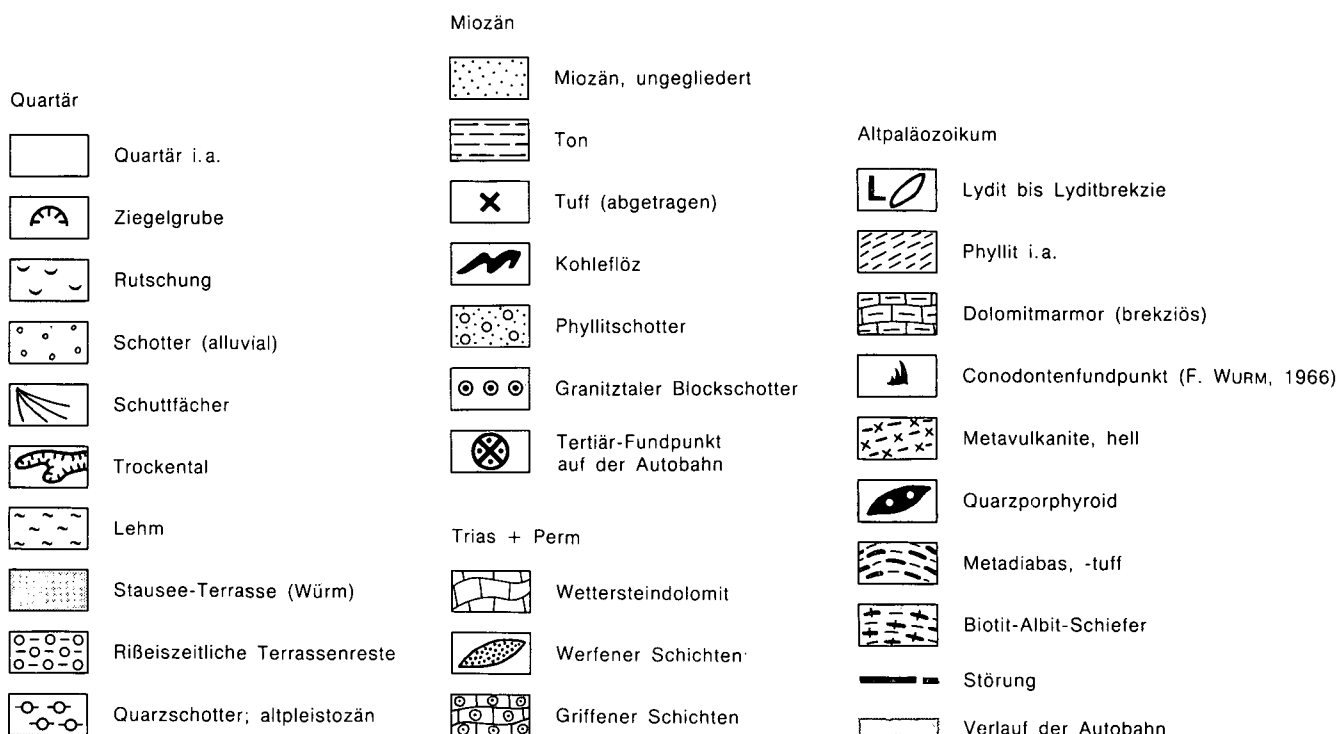 Quartär
Quartär i.a.
Ziegelgrube
Rutschung
Schotter (alluvial)
Schuttfächer
Trockental
Lehm
Stausee-Terrasse (Würm)
Rißeiszeitliche Terrassenreste
Quarzschotter; altpleistozän
Miozän
Miozän, ungegliedert
Ton
Tuff (abgetragen)
Kohleflöz
Phyllitschotter
Granitztaler Blockschotter
Tertiär-Fundpunkt
auf der Autobahn
Trias + Perm
Wettersteindolomit
Werfener Schichten
Griffener Schichten
Altpaläozoikum
L
Lydit bis Lyditbrekzie
Phyllit i.a.
Dolomitmarmor (brekziös)
Conodontenfundpunkt (F. WURM, 1966)
Metavulkanite, hell
Quarzporphyroid
Metadiabas, -tuff
Biotit-Albit-Schiefer
Störung
Verlauf der Autobahn